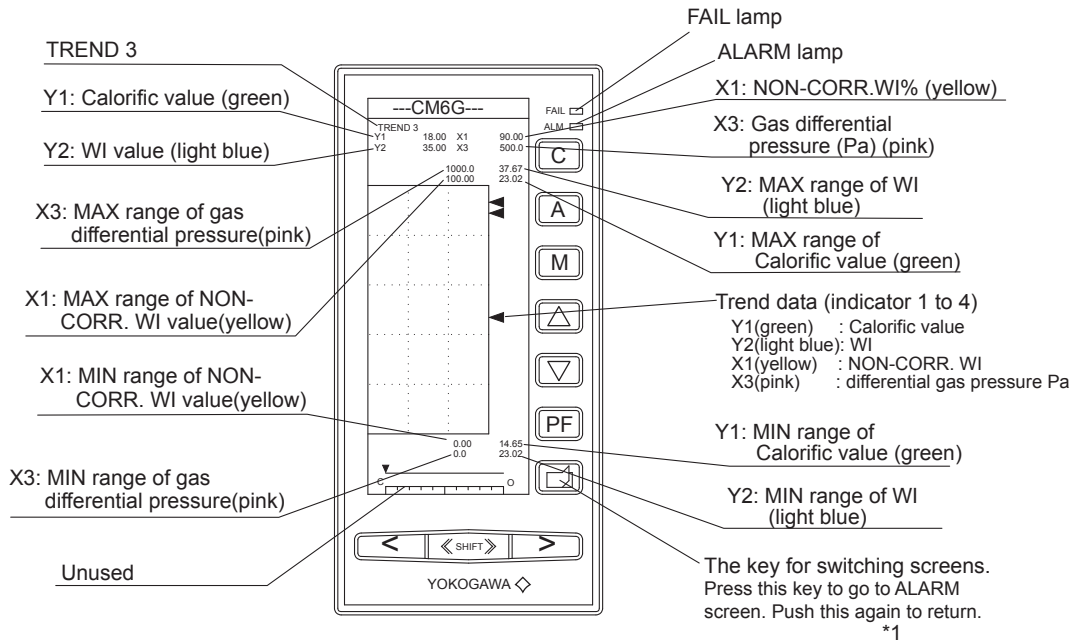 FAIL lamp
TREND 3
ALARM lamp
Y1: Calorific value (green)
X1: NON-CORR.WI% (yellow)
Y2: WI value (light blue)
X3: Gas differential
pressure (Pa) (pink)
X3: MAX range of gas
differential pressure(pink)
Y2: MAX range of WI
(light blue)
Y1: MAX range of
Calorific value (green)
X1: MAX range of NON-
CORR. WI value(yellow)
Trend data (indicator 1 to 4)
Y1(green) : Calorific value
Y2(light blue): WI
X1(yellow) : NON-CORR. WI
X3(pink) : differential gas pressure Pa
X1: MIN range of NON-
CORR. WI value(yellow)
Y1: MIN range of
Calorific value (green)
X3: MIN range of gas
differential pressure(pink)
Y2: MIN range of WI
(light blue)
Unused
The key for switching screens.
Press this key to go to ALARM
screen. Push this again to return.
*1
---CM6G---
FAIL
ALM
TREND 3
Y1 18.00 X1 90.00
Y2 35.00 X3 500.0
1000.0 37.67
100.00 23.02
0.00 14.65
0.0 23.02
C O
C
A
M
PF
< SHIFT >
YOKOGAWA